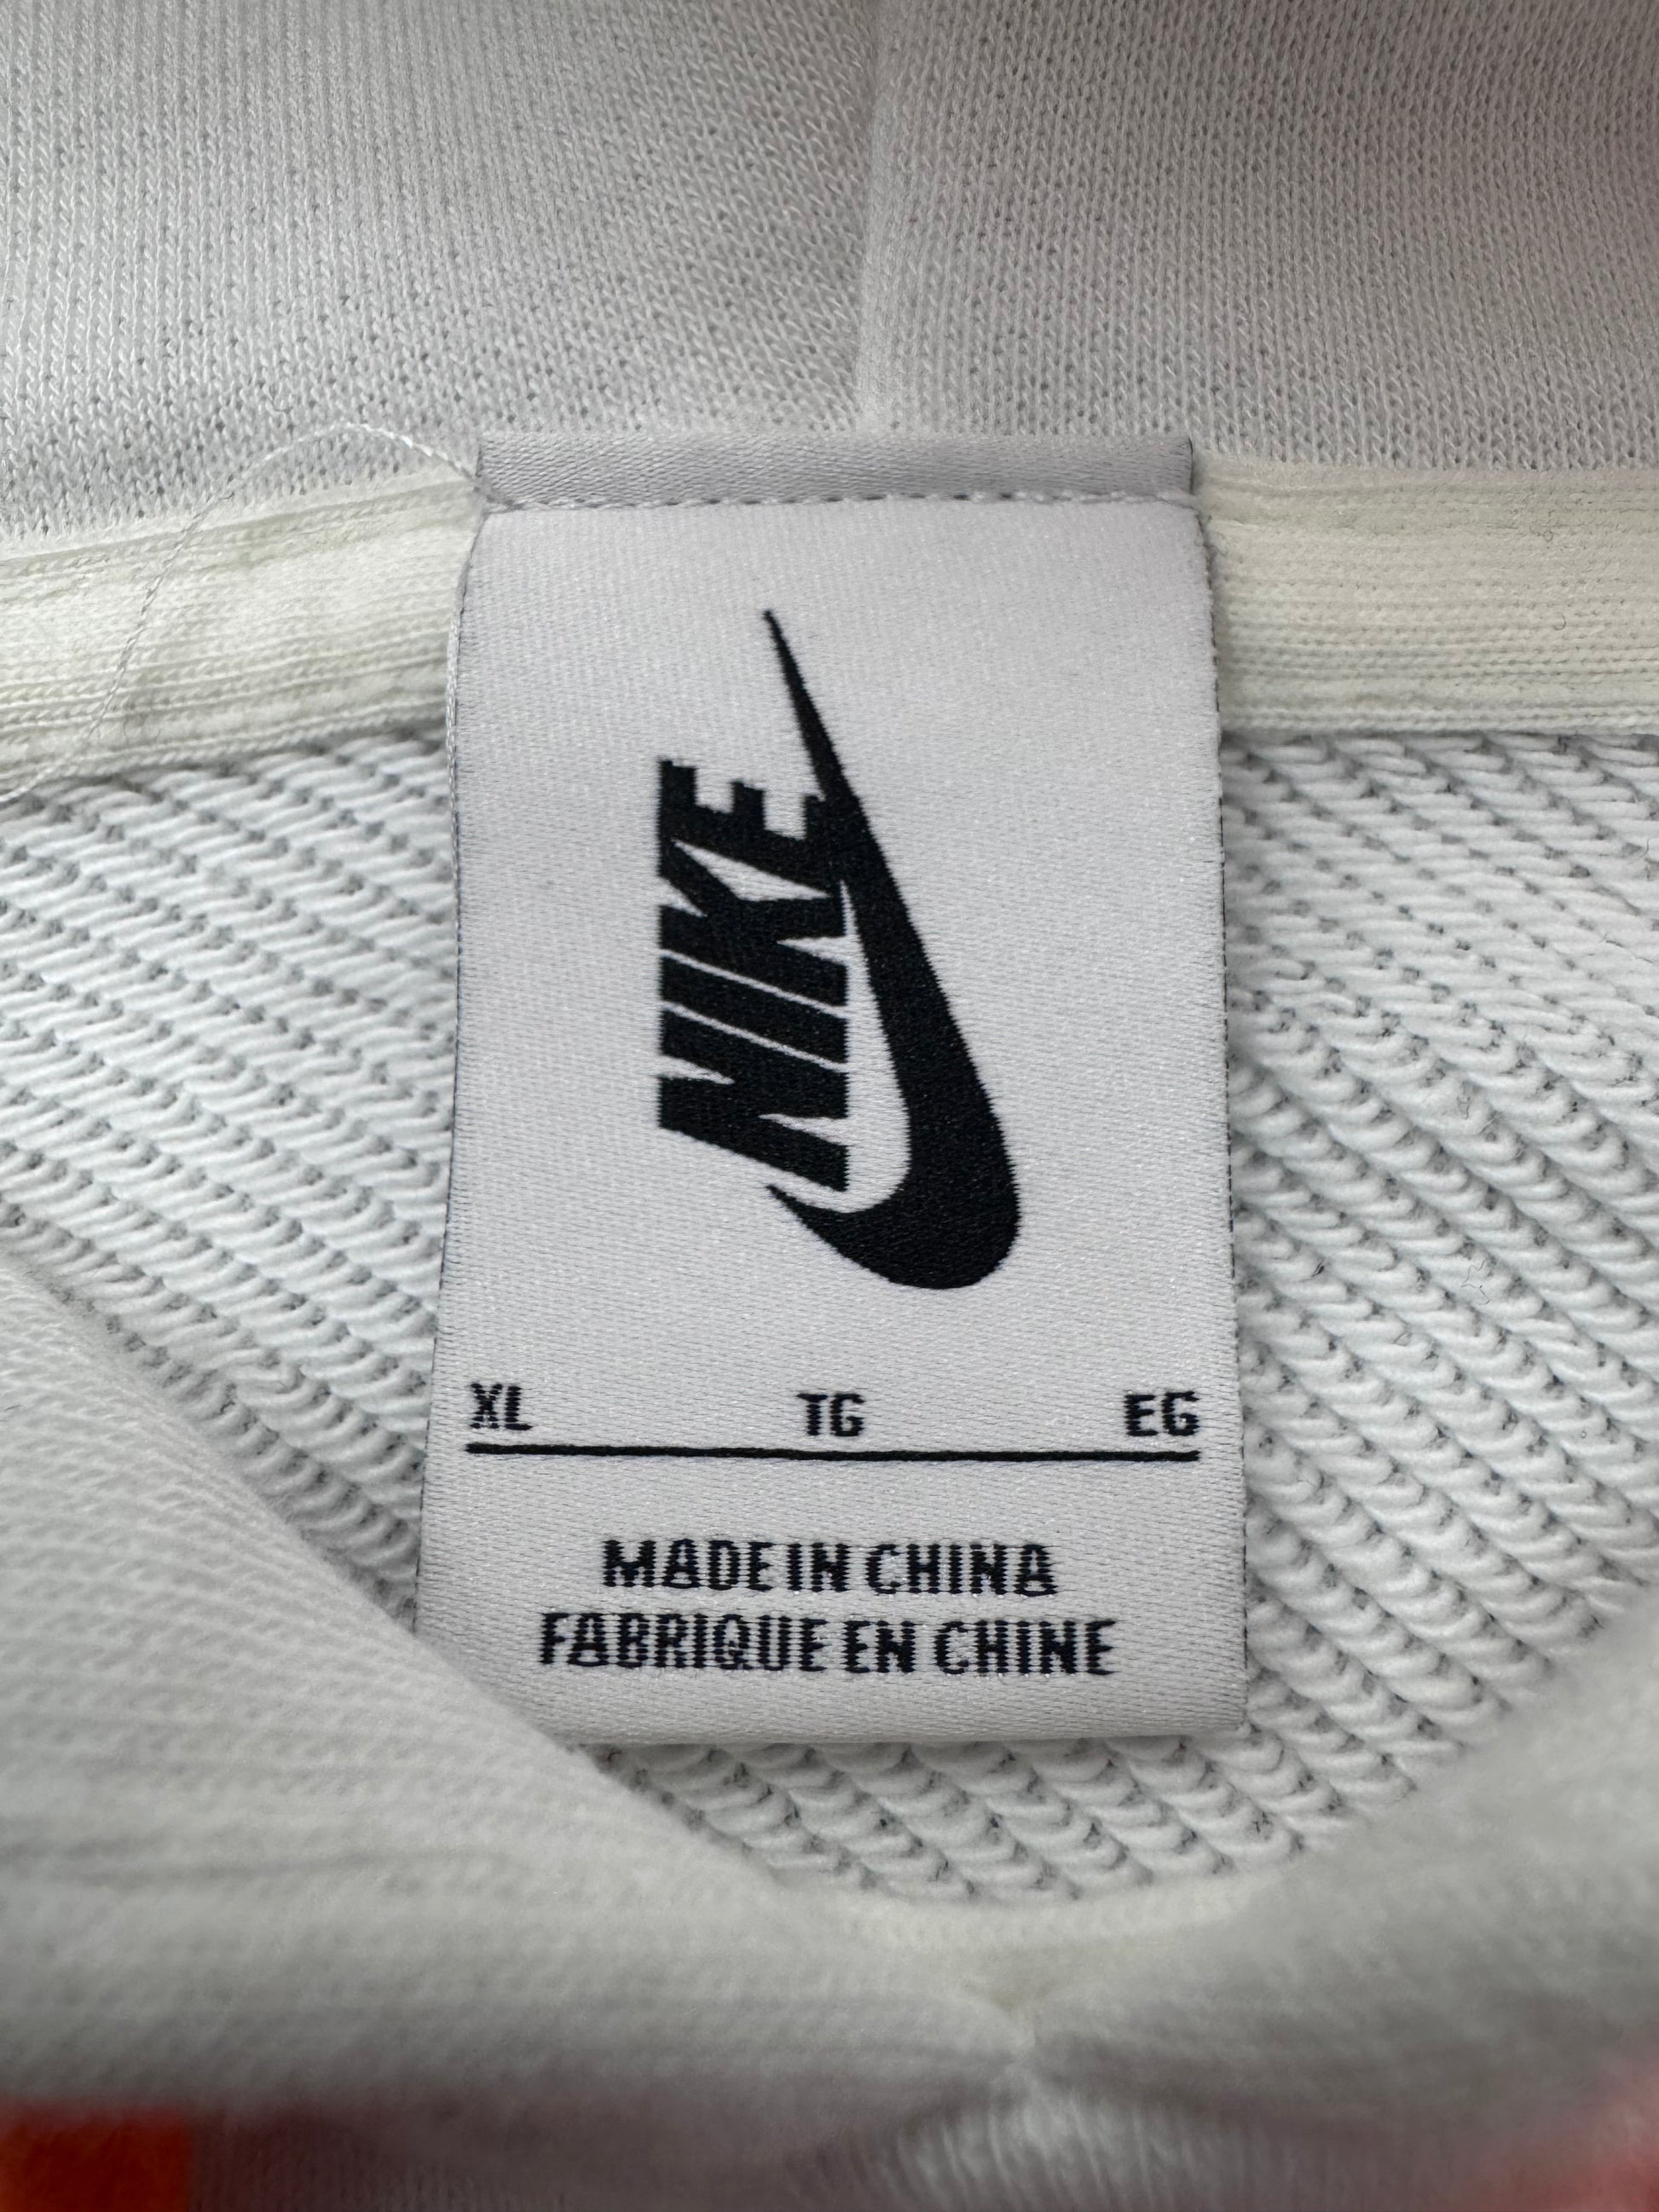 NIKE
XL TG EG
MADE IN CHINA
FABRIQUE EN CHINE